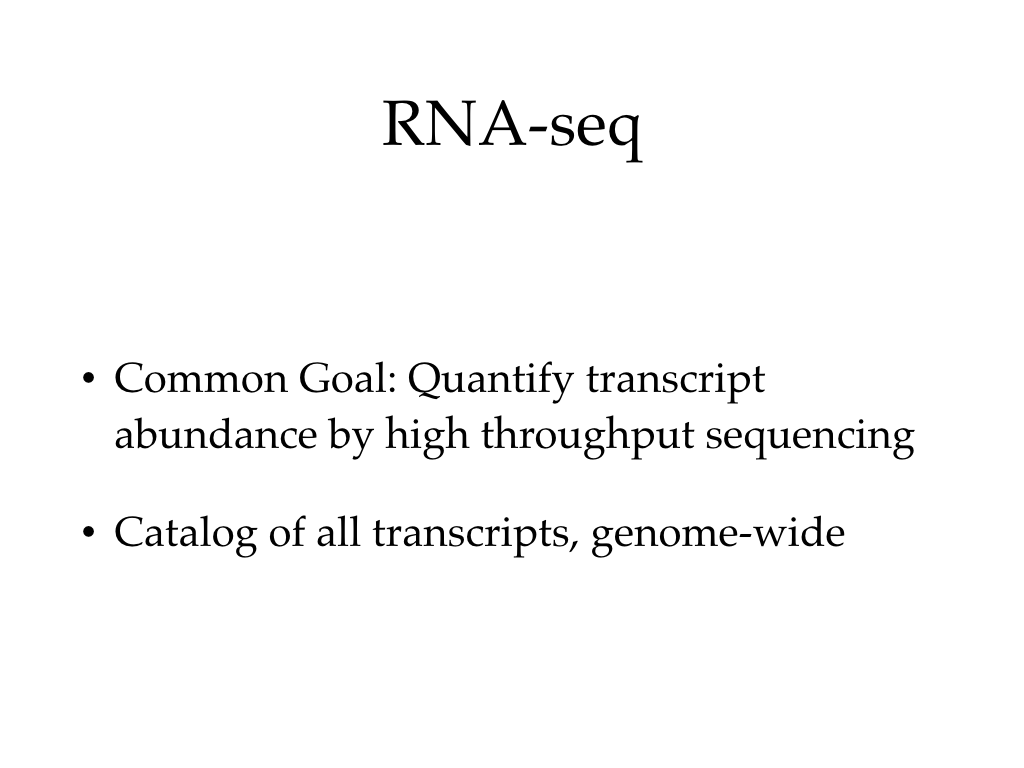 RNA-seq
• Common Goal: Quantify transcript
abundance by high throughput sequencing
• Catalog of all transcripts, genome-wide